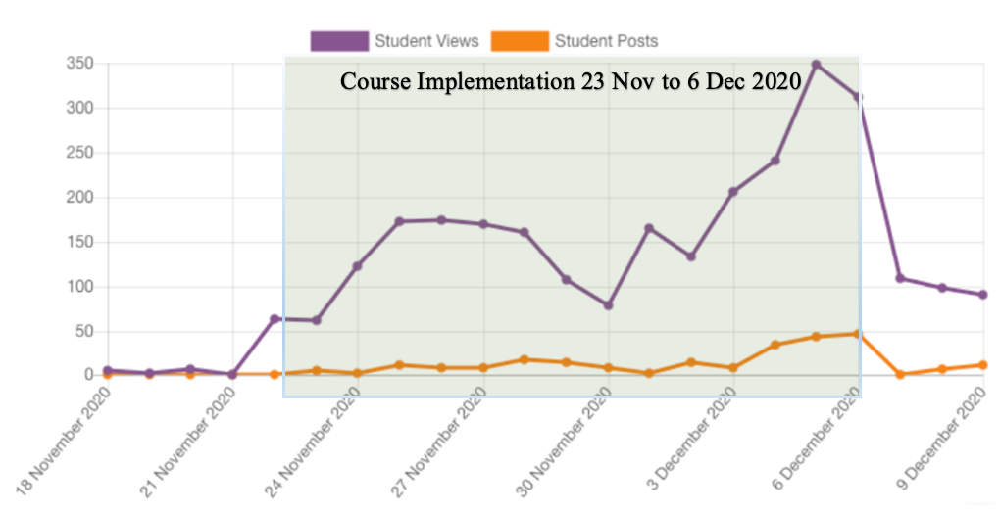 Student Views Student Posts
Course Implementation 23 Nov to 6 Dec 2020
350
300
250
200
150
100
50
0
18 November 2020
21 November 2020
24 November 2020
27 November 2020
30 November 2020
3 December 2020
6 December 2020
9 December 2020